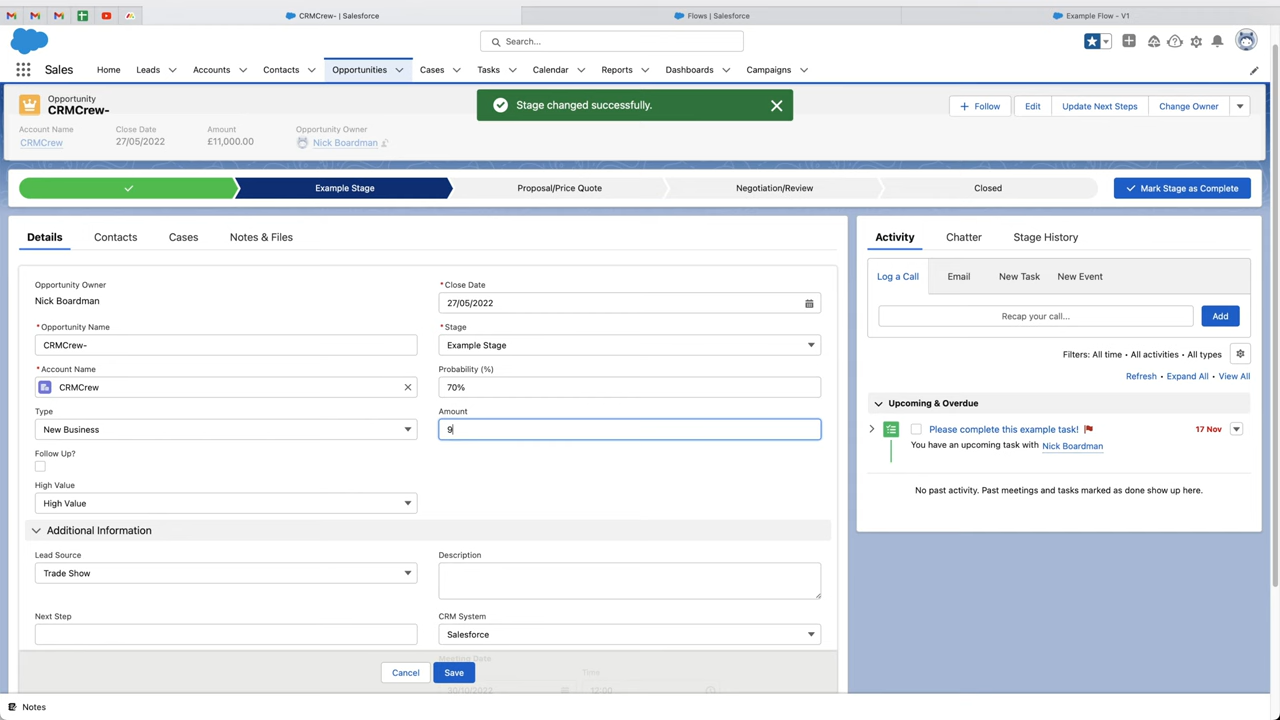 CRMCrew- | Salesforce
Flows | Salesforce
Example Flow - V1
Search...
Sales
Home
Leads
Accounts
Contacts
Opportunities
Cases
Tasks
Calendar
Reports
Dashboards
Campaigns
Opportunity
CRMCrew-
Stage changed successfully.
Follow
Edit
Update Next Steps
Change Owner
Account Name
Close Date
Amount
Opportunity Owner
CRMCrew
27/05/2022
£11,000.00
Nick Boardman
Example Stage
Proposal/Price Quote
Negotiation/Review
Closed
Mark Stage as Complete
Details
Contacts
Cases
Notes & Files
Opportunity Owner
Nick Boardman
*Close Date
27/05/2022
*Opportunity Name
CRMCrew-
*Stage
Example Stage
*Account Name
CRMCrew
Probability (%)
70%
Type
New Business
Amount
9
Follow Up?
High Value
High Value
Additional Information
Lead Source
Trade Show
Description
Next Step
CRM System
Salesforce
Meeting Date
Time
30/10/2022
12:00
Cancel
Save
Activity
Chatter
Stage History
Log a Call
Email
New Task
New Event
Recap your call...
Add
Filters: All time • All activities • All types
Refresh • Expand All • View All
Upcoming & Overdue
Please complete this example task!
17 Nov
You have an upcoming task with Nick Boardman
No past activity. Past meetings and tasks marked as done show up here.
Notes